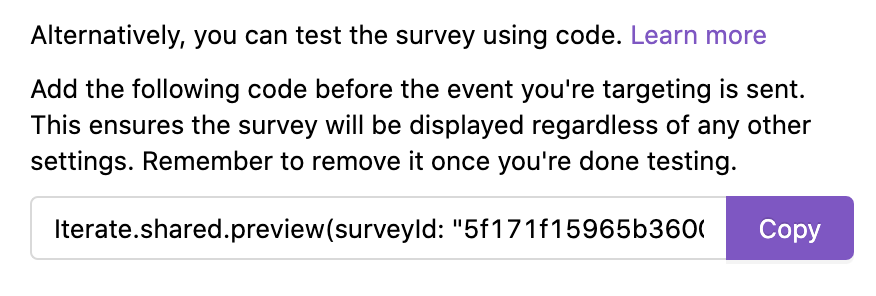 Alternatively, you can test the survey using code. Learn more
Add the following code before the event you're targeting is sent.
This ensures the survey will be displayed regardless of any other
settings. Remember to remove it once you're done testing.
Iterate.shared.preview(surveyId: "5f171f15965b360 Copy